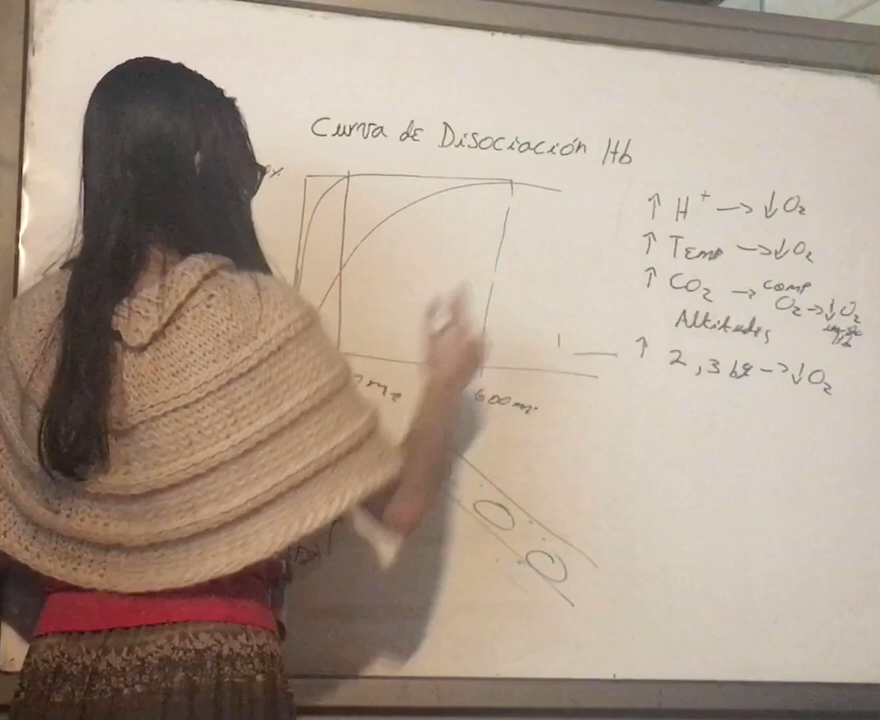 Curva de Disociación Hb
↑ H⁺ → ↓ O₂
↑ Temp → ↓ O₂
↑ CO₂ → comp
O₂ → ↓ O₂
Altitudes
↑ 2,3 bg → ↓ O₂
600 m